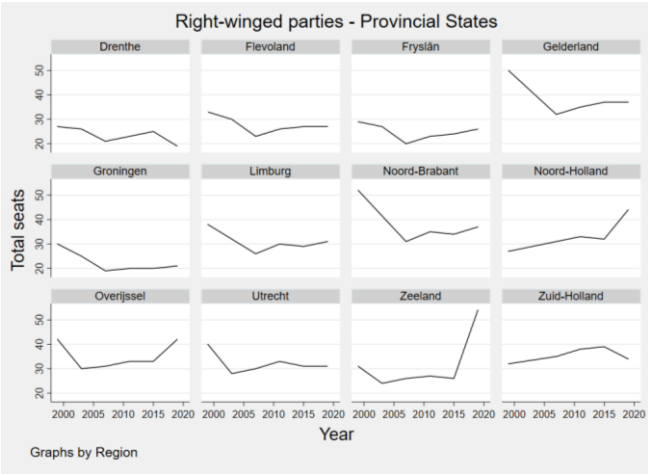 Right-winged parties - Provincial States
Drenthe Flevoland Fryslân Gelderland
50
40
30
20
Groningen Limburg Noord-Brabant Noord-Holland
50
40
30
20
Overijssel Utrecht Zeeland Zuid-Holland
50
40
30
20
Total seats
2000 2005 2010 2015 2020 2000 2005 2010 2015 2020 2000 2005 2010 2015 2020 2000 2005 2010 2015 2020
Year
Graphs by Region